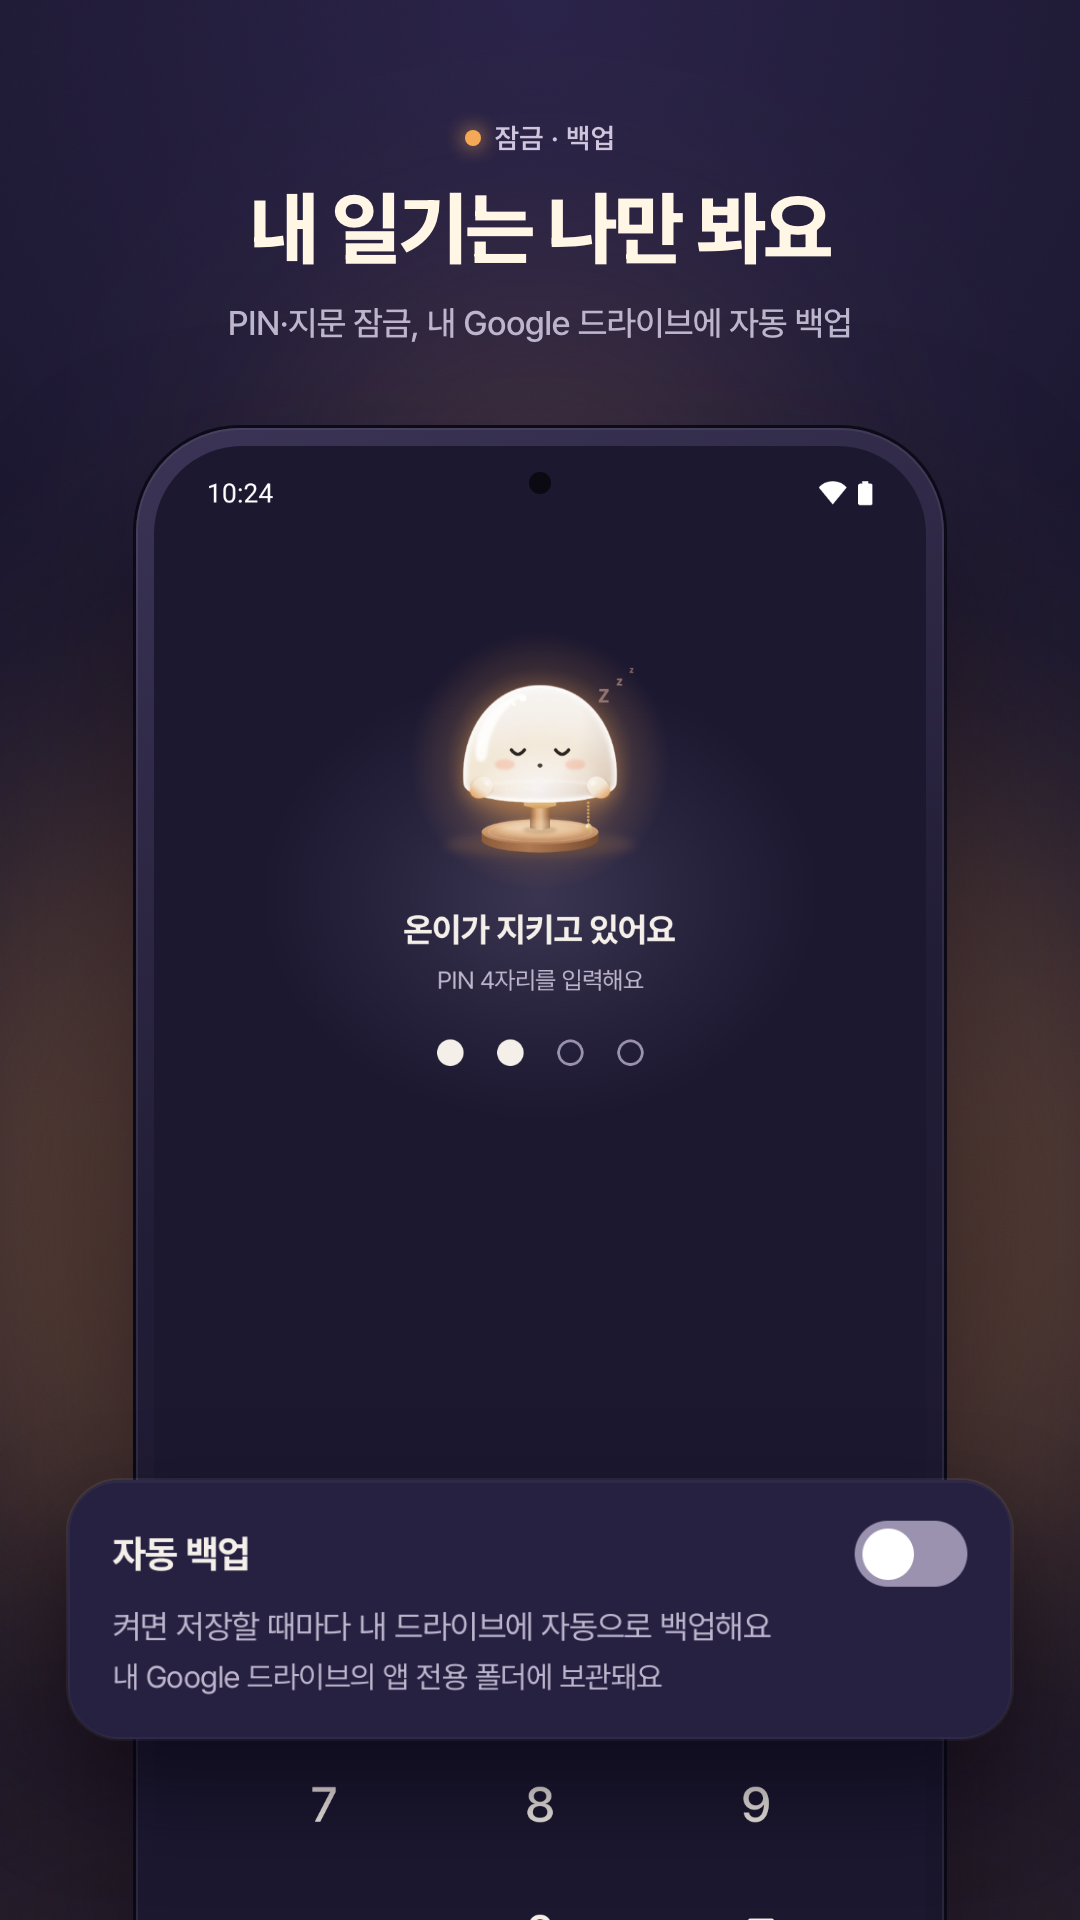 잠금 · 백업
내 일기는 나만 봐요
PIN·지문 잠금, 내 Google 드라이브에 자동 백업
10:24
z z z
온이가 지키고 있어요
PIN 4자리를 입력해요
자동 백업
켜면 저장할 때마다 내 드라이브에 자동으로 백업해요
내 Google 드라이브의 앱 전용 폴더에 보관돼요
7 8 9